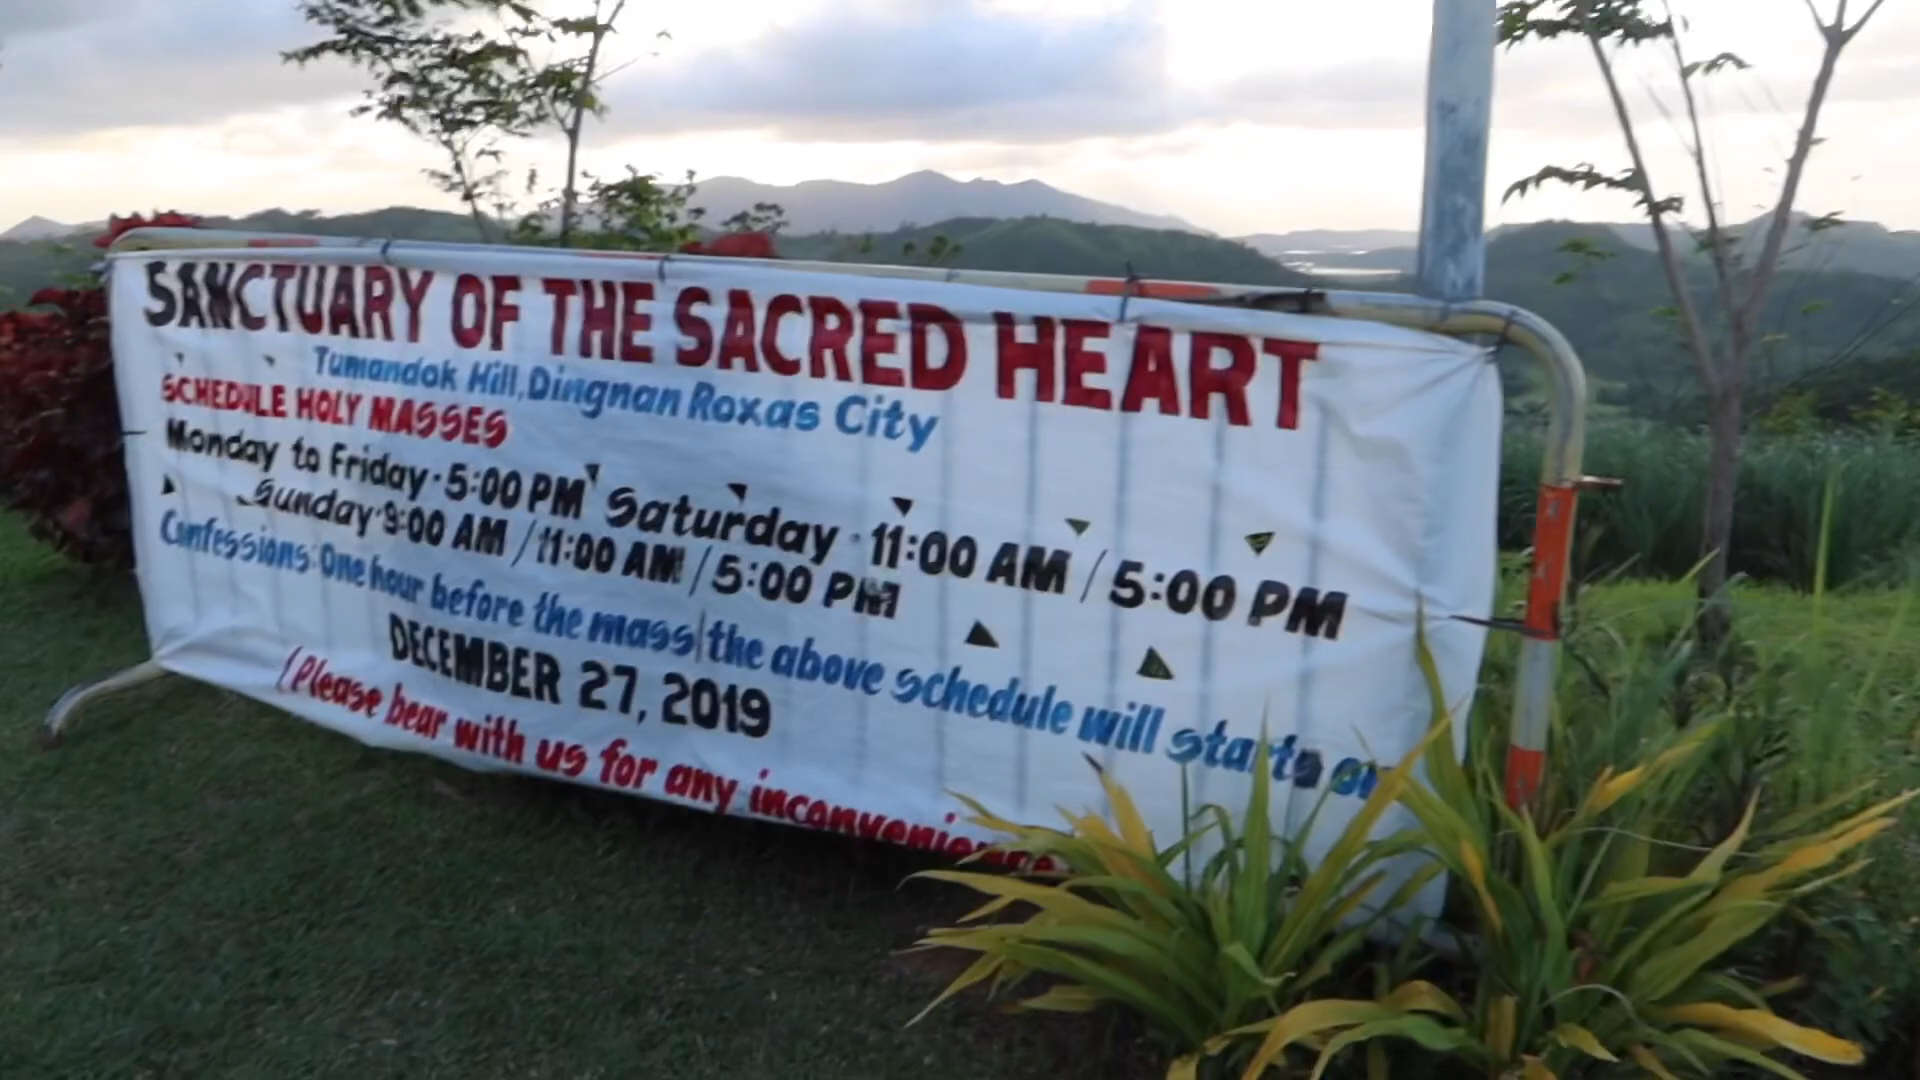 SANCTUARY OF THE SACRED HEART
Tumandok Hill, Dingnan Roxas City
SCHEDULE HOLY MASSES
Monday to Friday - 5:00 PM Saturday - 11:00 AM / 5:00 PM
Sunday - 9:00 AM / 11:00 AM / 5:00 PM
Confessions: One hour before the mass the above schedule will starts on
DECEMBER 27, 2019
(Please bear with us for any inconvenience